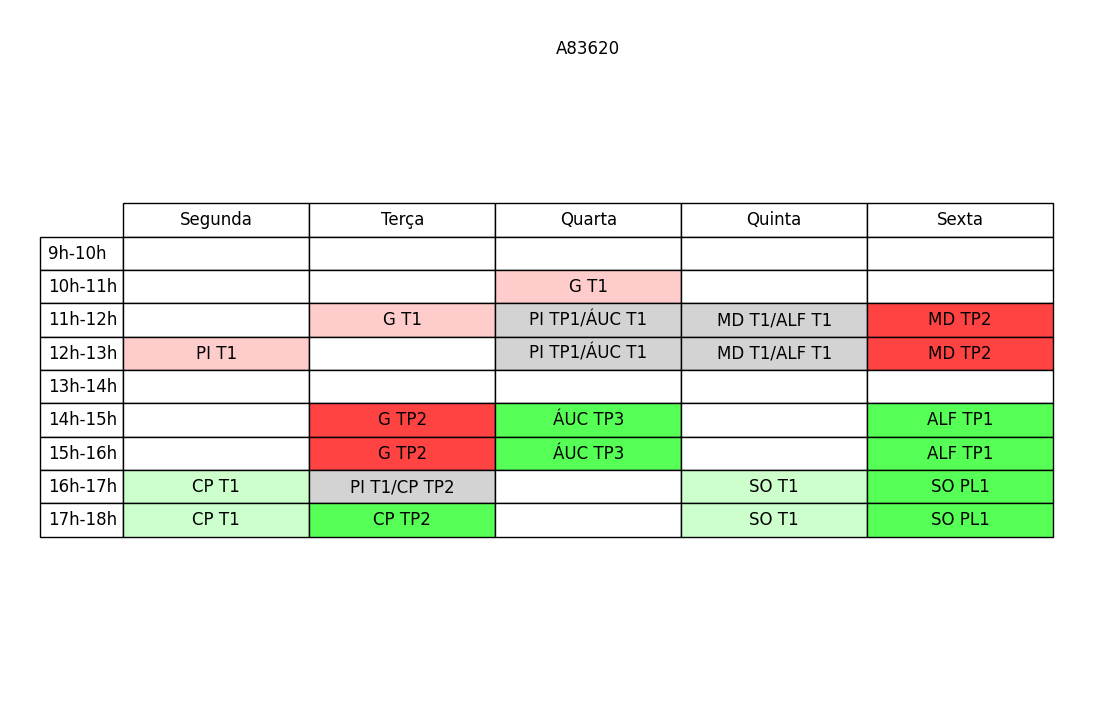 A83620
Segunda Terça Quarta Quinta Sexta
9h-10h
10h-11h G T1
11h-12h G T1 PI TP1/ÁUC T1 MD T1/ALF T1 MD TP2
12h-13h PI T1 PI TP1/ÁUC T1 MD T1/ALF T1 MD TP2
13h-14h
14h-15h G TP2 ÁUC TP3 ALF TP1
15h-16h G TP2 ÁUC TP3 ALF TP1
16h-17h CP T1 PI T1/CP TP2 SO T1 SO PL1
17h-18h CP T1 CP TP2 SO T1 SO PL1